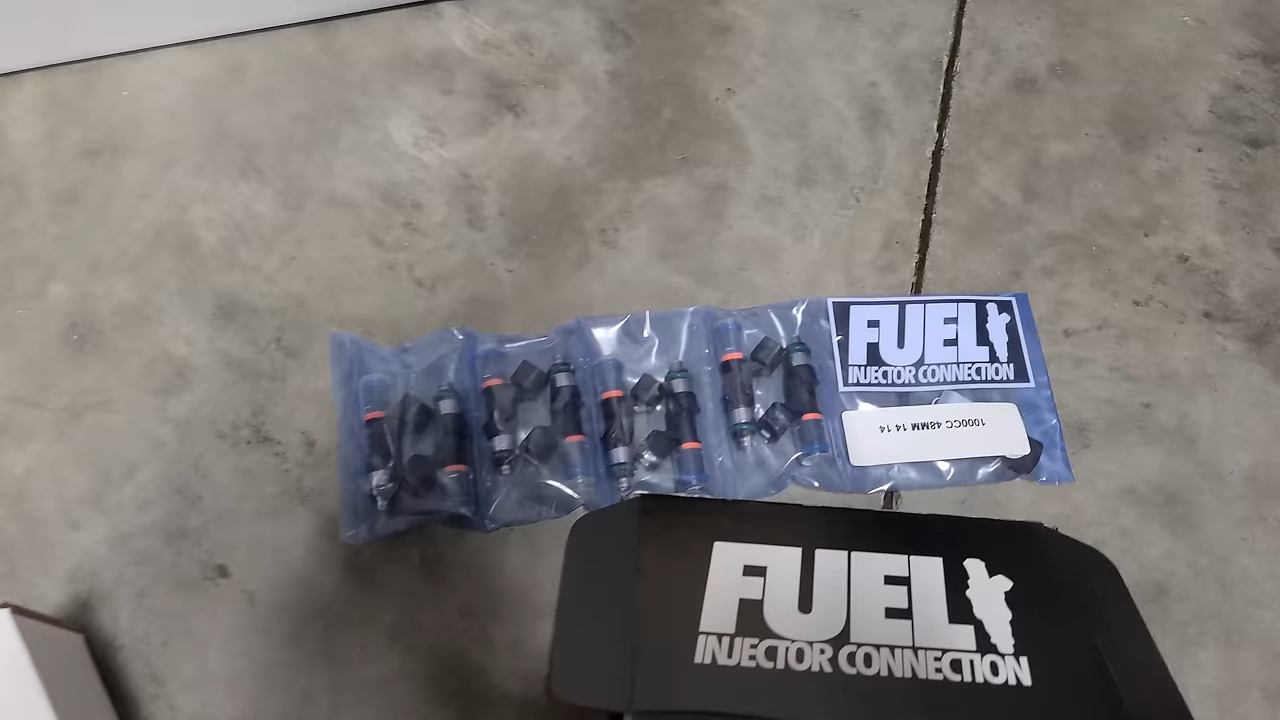 FUEL
INJECTOR CONNECTION
1000CC 48MM 14 14
FUEL
INJECTOR CONNECTION